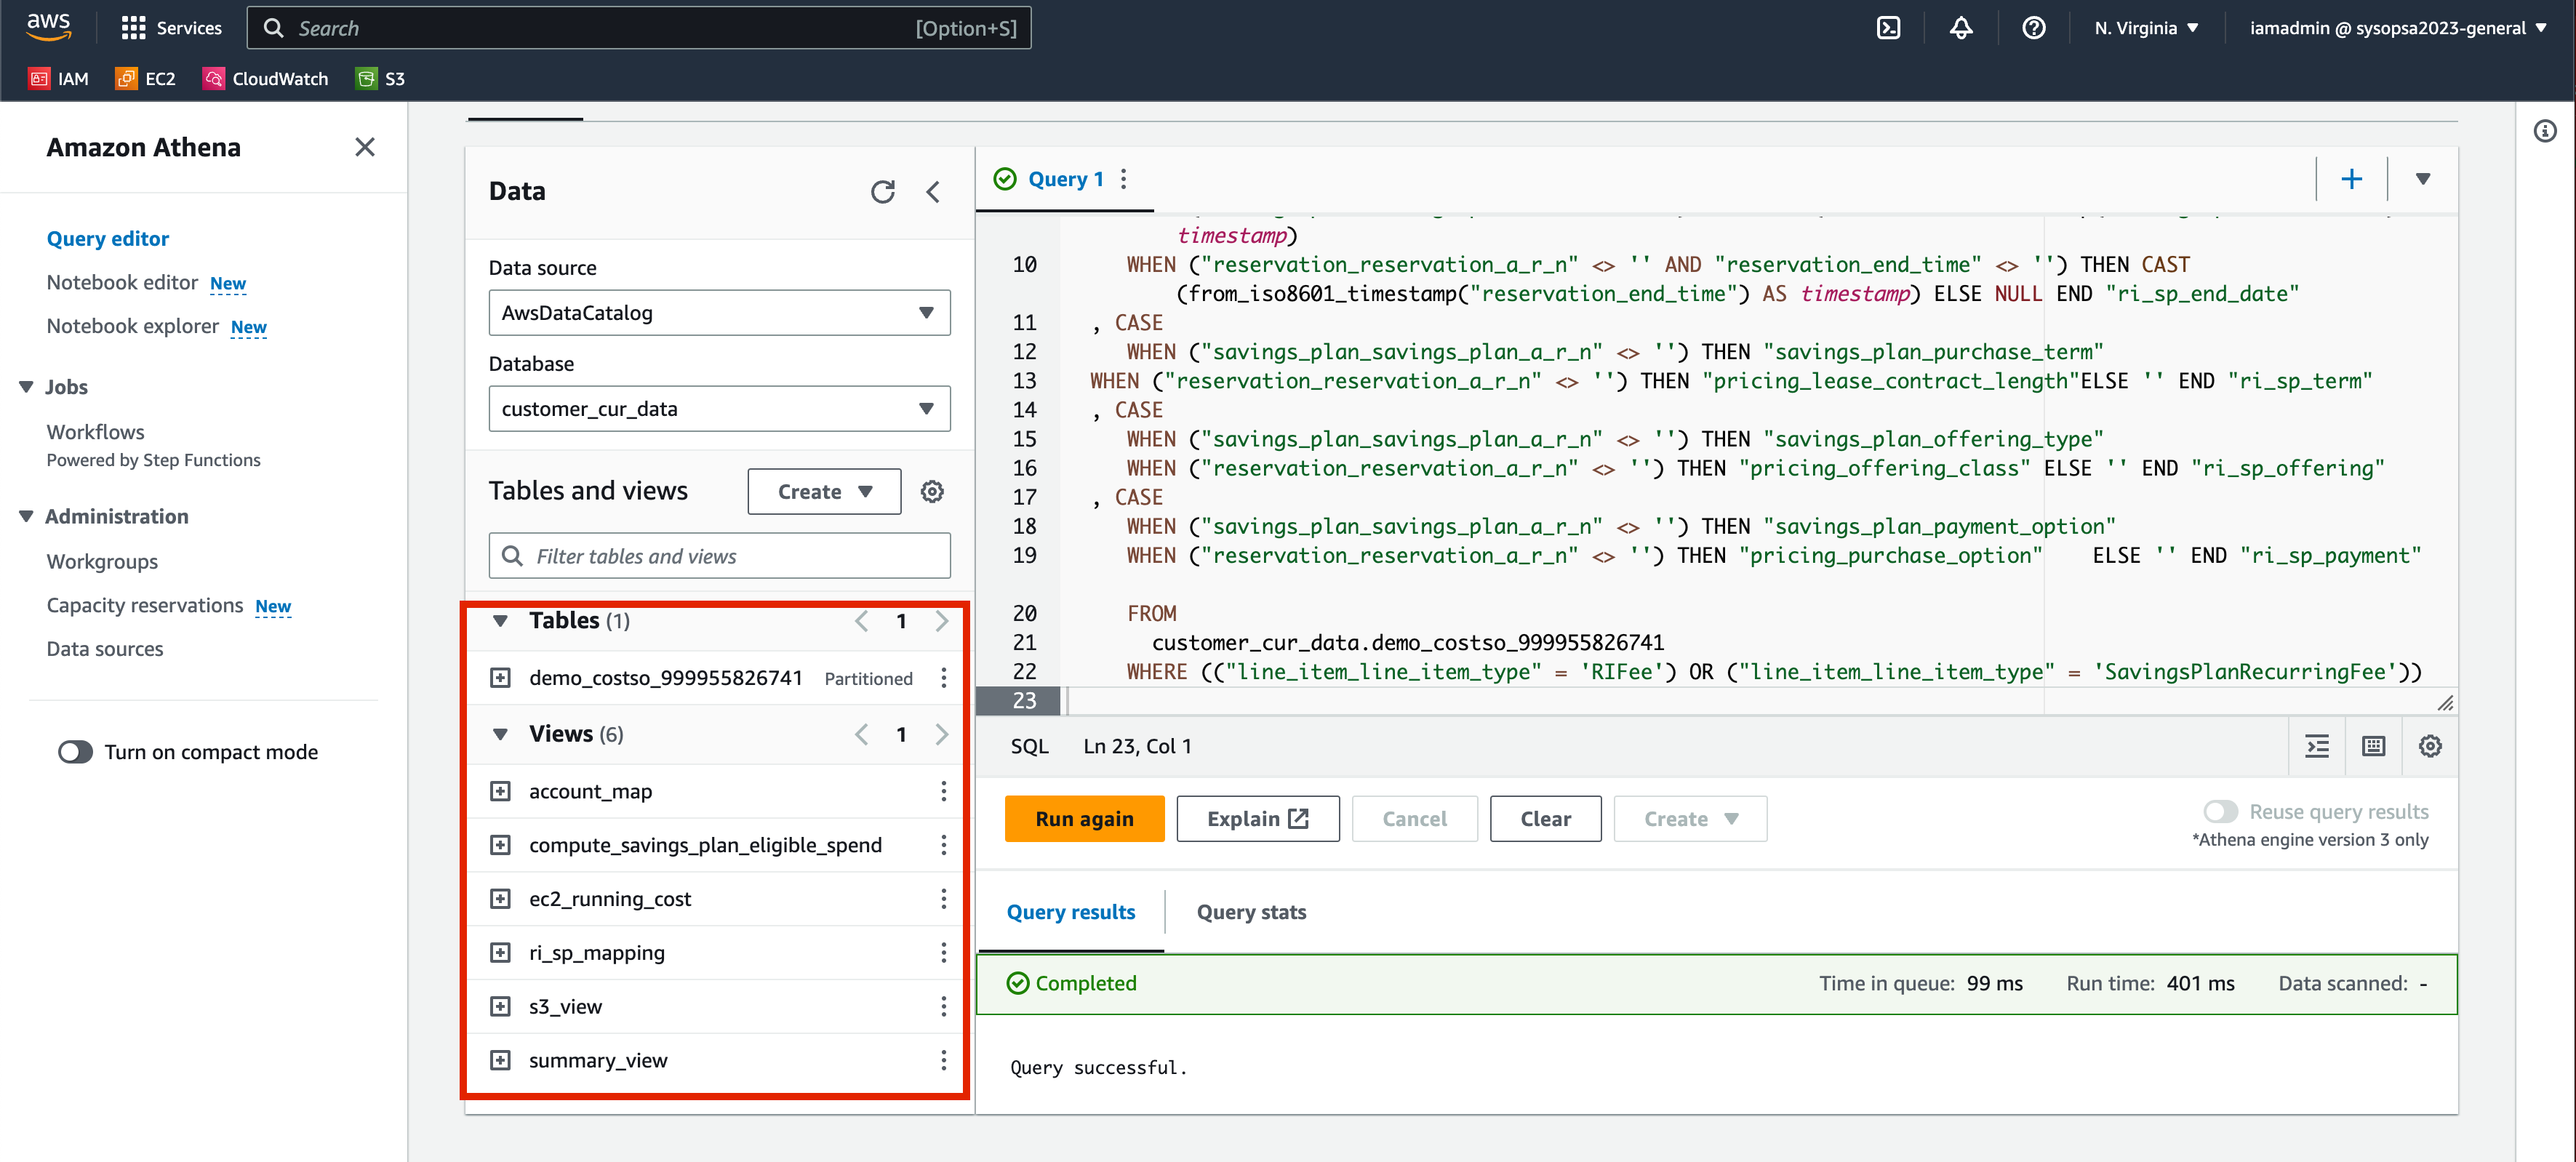 aws
Services
Search
[Option+S]
N. Virginia
iamadmin @ sysopsa2023-general
IAM
EC2
CloudWatch
S3
Amazon Athena
Query editor
Notebook editor New
Notebook explorer New
Jobs
Workflows
Powered by Step Functions
Administration
Workgroups
Capacity reservations New
Data sources
Turn on compact mode
Data
Data source
AwsDataCatalog
Database
customer_cur_data
Tables and views
Create
Filter tables and views
Tables (1)
1
demo_costso_999955826741 Partitioned
Views (6)
1
account_map
compute_savings_plan_eligible_spend
ec2_running_cost
ri_sp_mapping
s3_view
summary_view
Query 1
timestamp)
10 WHEN ("reservation_reservation_a_r_n" <> '' AND "reservation_end_time" <> '') THEN CAST
(from_iso8601_timestamp("reservation_end_time") AS timestamp) ELSE NULL END "ri_sp_end_date"
11 , CASE
12 WHEN ("savings_plan_savings_plan_a_r_n" <> '') THEN "savings_plan_purchase_term"
13 WHEN ("reservation_reservation_a_r_n" <> '') THEN "pricing_lease_contract_length"ELSE '' END "ri_sp_term"
14 , CASE
15 WHEN ("savings_plan_savings_plan_a_r_n" <> '') THEN "savings_plan_offering_type"
16 WHEN ("reservation_reservation_a_r_n" <> '') THEN "pricing_offering_class" ELSE '' END "ri_sp_offering"
17 , CASE
18 WHEN ("savings_plan_savings_plan_a_r_n" <> '') THEN "savings_plan_payment_option"
19 WHEN ("reservation_reservation_a_r_n" <> '') THEN "pricing_purchase_option" ELSE '' END "ri_sp_payment"
20 FROM
21 customer_cur_data.demo_costso_999955826741
22 WHERE (("line_item_line_item_type" = 'RIFee') OR ("line_item_line_item_type" = 'SavingsPlanRecurringFee'))
23
SQL Ln 23, Col 1
Run again
Explain
Cancel
Clear
Create
Reuse query results
*Athena engine version 3 only
Query results
Query stats
Completed
Time in queue: 99 ms Run time: 401 ms Data scanned: -
Query successful.